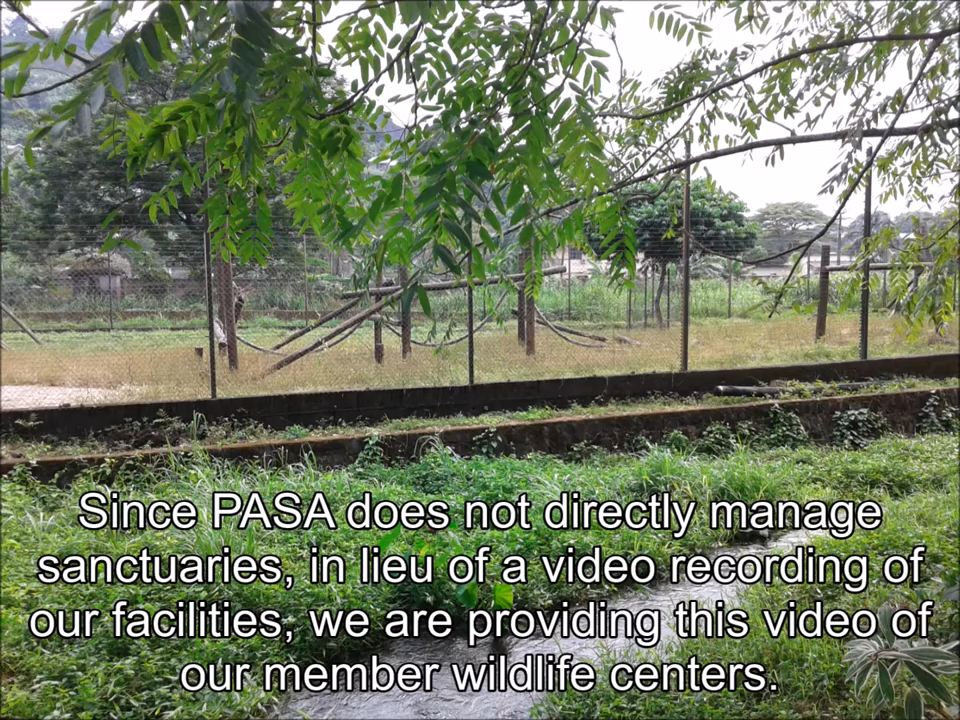 Since PASA does not directly manage
sanctuaries, in lieu of a video recording of
our facilities, we are providing this video of
our member wildlife centers.